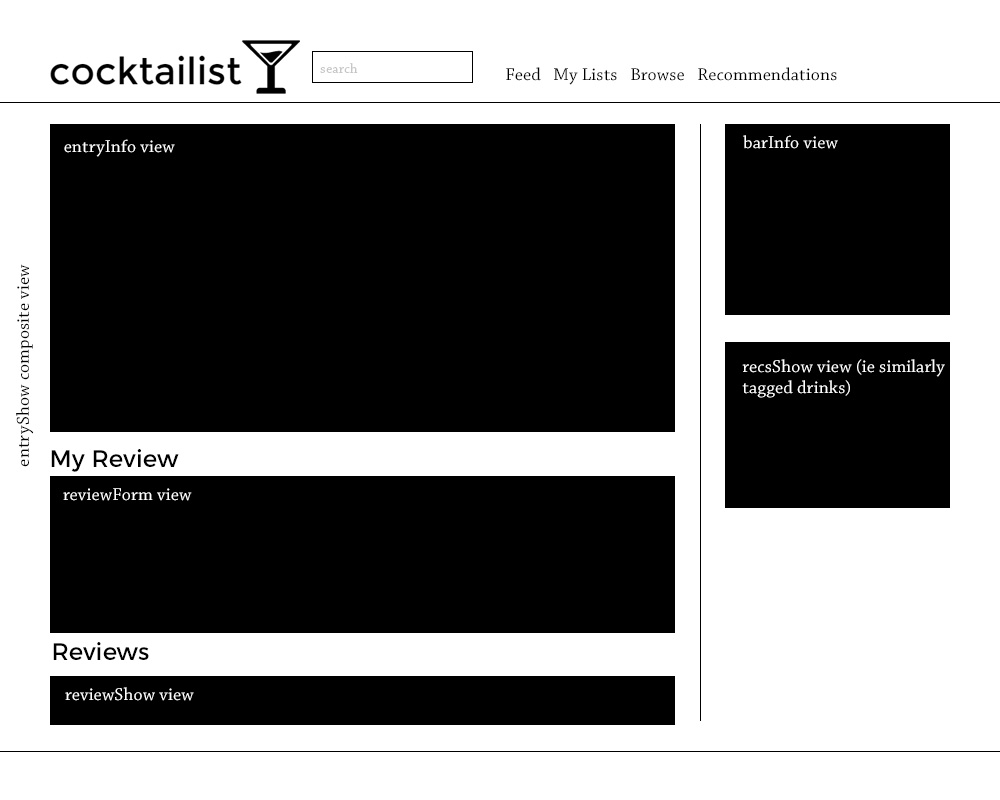 cocktailist
search
Feed My Lists Browse Recommendations
entryShow composite view
entryInfo view
My Review
reviewForm view
Reviews
reviewShow view
barInfo view
recsShow view (ie similarly
tagged drinks)